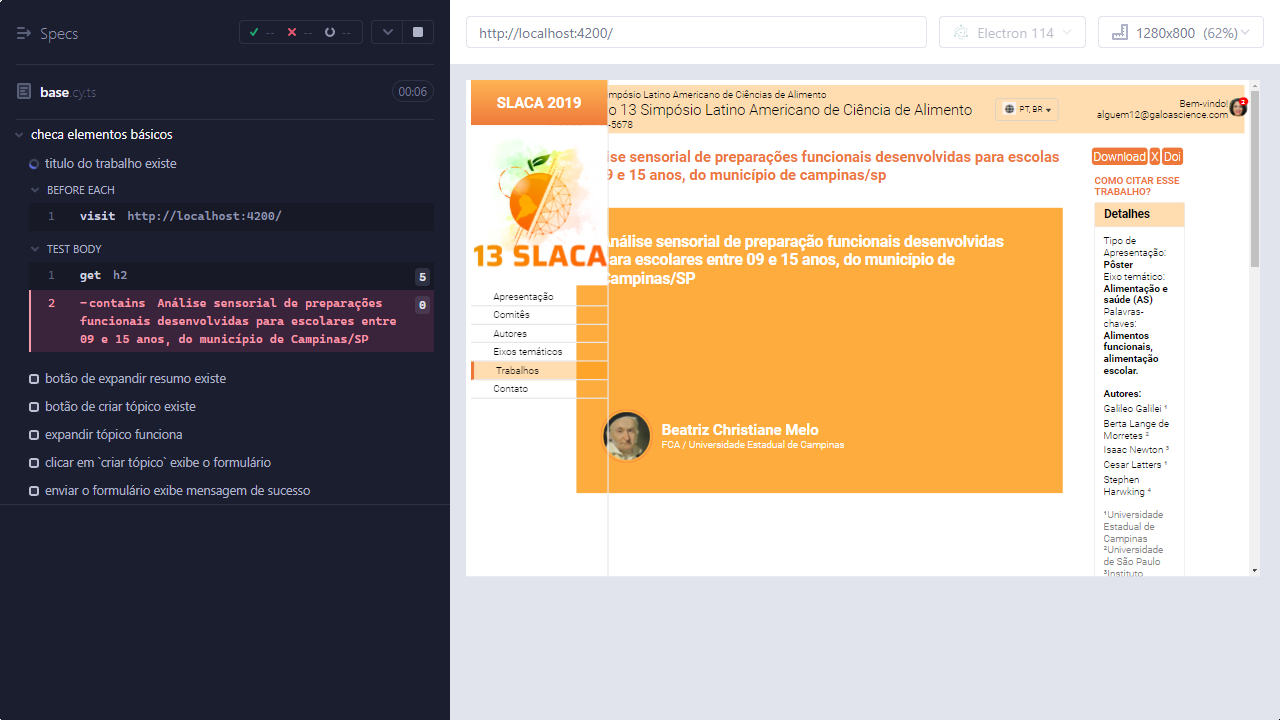 Specs
-- -- --
base.cy.ts
00:06
checa elementos básicos
titulo do trabalho existe
BEFORE EACH
1 visit http://localhost:4200/
TEST BODY
1 get h2 5
2 -contains Análise sensorial de preparações 0
funcionais desenvolvidas para escolares entre
09 e 15 anos, do município de Campinas/SP
botão de expandir resumo existe
botão de criar tópico existe
expandir tópico funciona
clicar em `criar tópico` exibe o formulário
enviar o formulário exibe mensagem de sucesso
http://localhost:4200/
Electron 114
1280x800 (62%)
SLACA 2019
13 SLACA
Apresentação
Comitês
Autores
Eixos temáticos
Trabalhos
Contato
mpósio Latino Americano de Ciências de Alimento
o 13 Simpósio Latino Americano de Ciência de Alimento
-5678
PT, BR
Bem-vindo!
alguem12@galoascience.com
2
ise sensorial de preparações funcionais desenvolvidas para escolas
9 e 15 anos, do município de campinas/sp
Análise sensorial de preparação funcionais desenvolvidas
ara escolares entre 09 e 15 anos, do município de
Campinas/SP
Beatriz Christiane Melo
FCA / Universidade Estadual de Campinas
Download X Doi
COMO CITAR ESSE
TRABALHO?
Detalhes
Tipo de
Apresentação:
Pôster
Eixo temático:
Alimentação e
saúde (AS)
Palavras-
chaves:
Alimentos
funcionais,
alimentação
escolar.
Autores:
Galileo Galilei ¹
Berta Lange de
Morretes ²
Isaac Newton ³
Cesar Latters ¹
Stephen
Harwking ⁴
¹Universidade
Estadual de
Campinas
²Universidade
de São Paulo
³Instituto